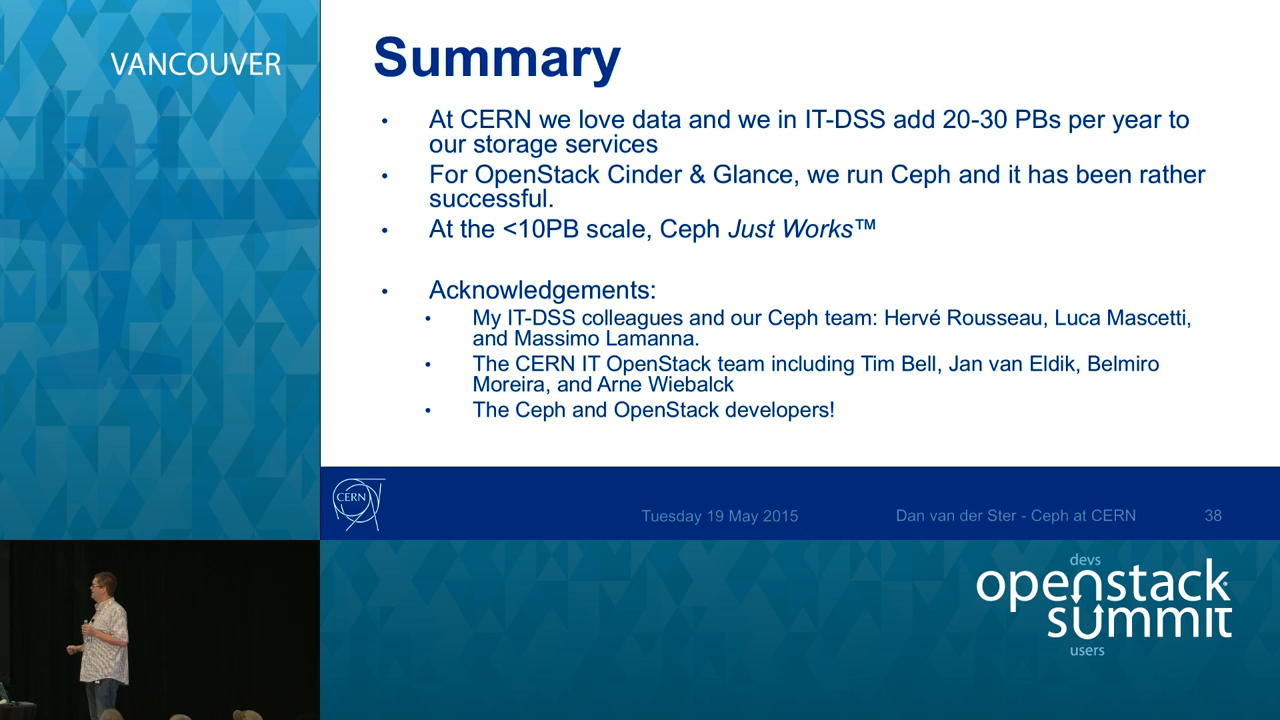 VANCOUVER
Summary
• At CERN we love data and we in IT-DSS add 20-30 PBs per year to
our storage services
• For OpenStack Cinder & Glance, we run Ceph and it has been rather
successful.
• At the <10PB scale, Ceph Just Works™
• Acknowledgements:
• My IT-DSS colleagues and our Ceph team: Hervé Rousseau, Luca Mascetti,
and Massimo Lamanna.
• The CERN IT OpenStack team including Tim Bell, Jan van Eldik, Belmiro
Moreira, and Arne Wiebalck
• The Ceph and OpenStack developers!
CERN
Tuesday 19 May 2015
Dan van der Ster - Ceph at CERN
38
devs
openstack
summit
users